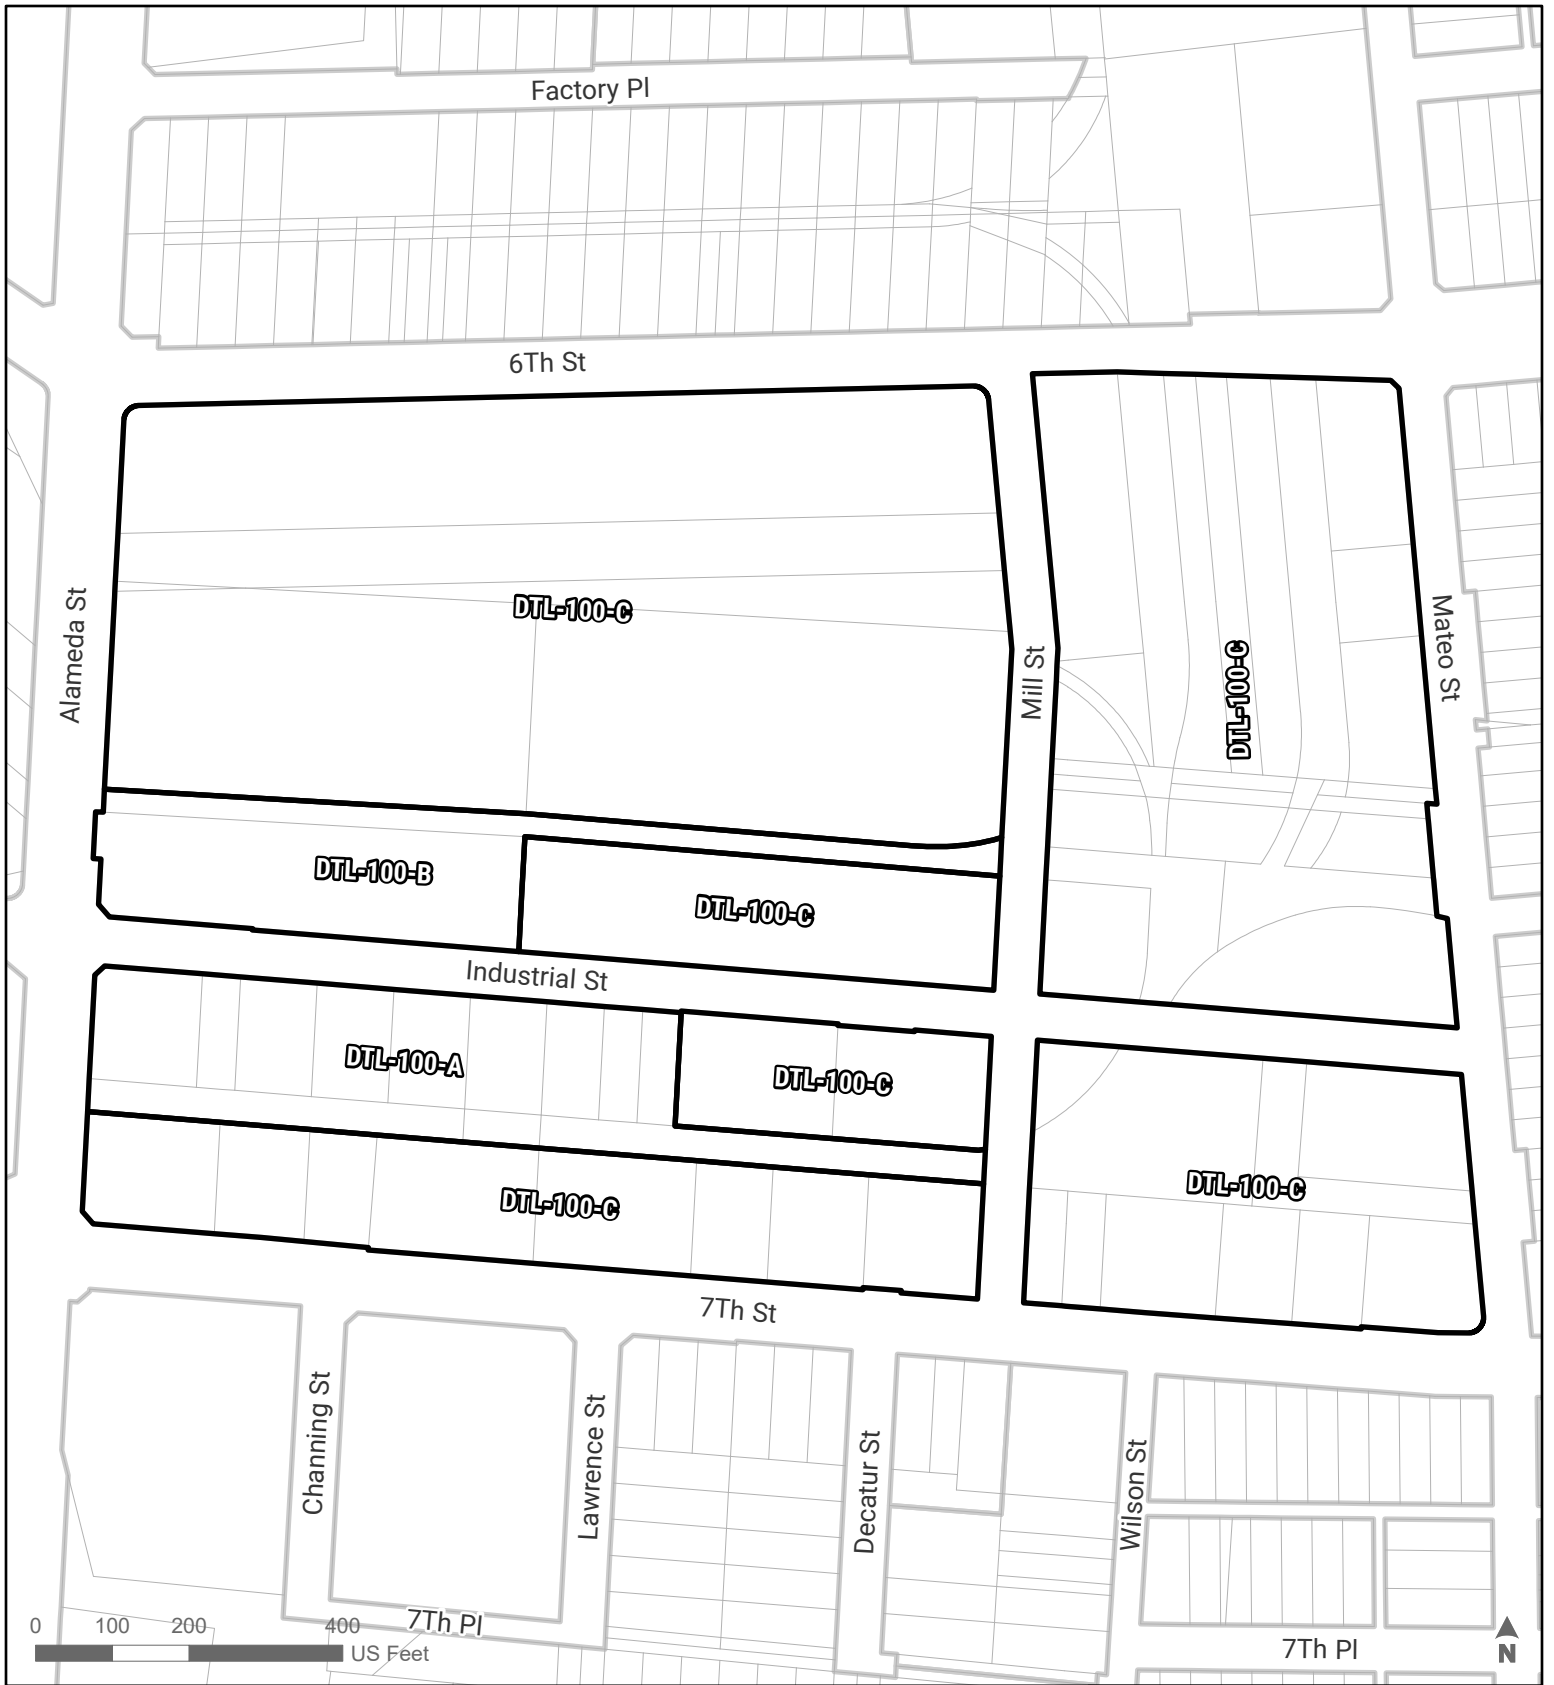 Factory Pl
6Th St
DTL-100-C
Alameda St
Mill St
DTL-100-C
Mateo St
DTL-100-B
DTL-100-C
Industrial St
DTL-100-A
DTL-100-C
DTL-100-C
DTL-100-C
7Th St
Channing St
Lawrence St
Decatur St
Wilson St
0 100 200 400
US Feet
7Th Pl
7Th Pl
N